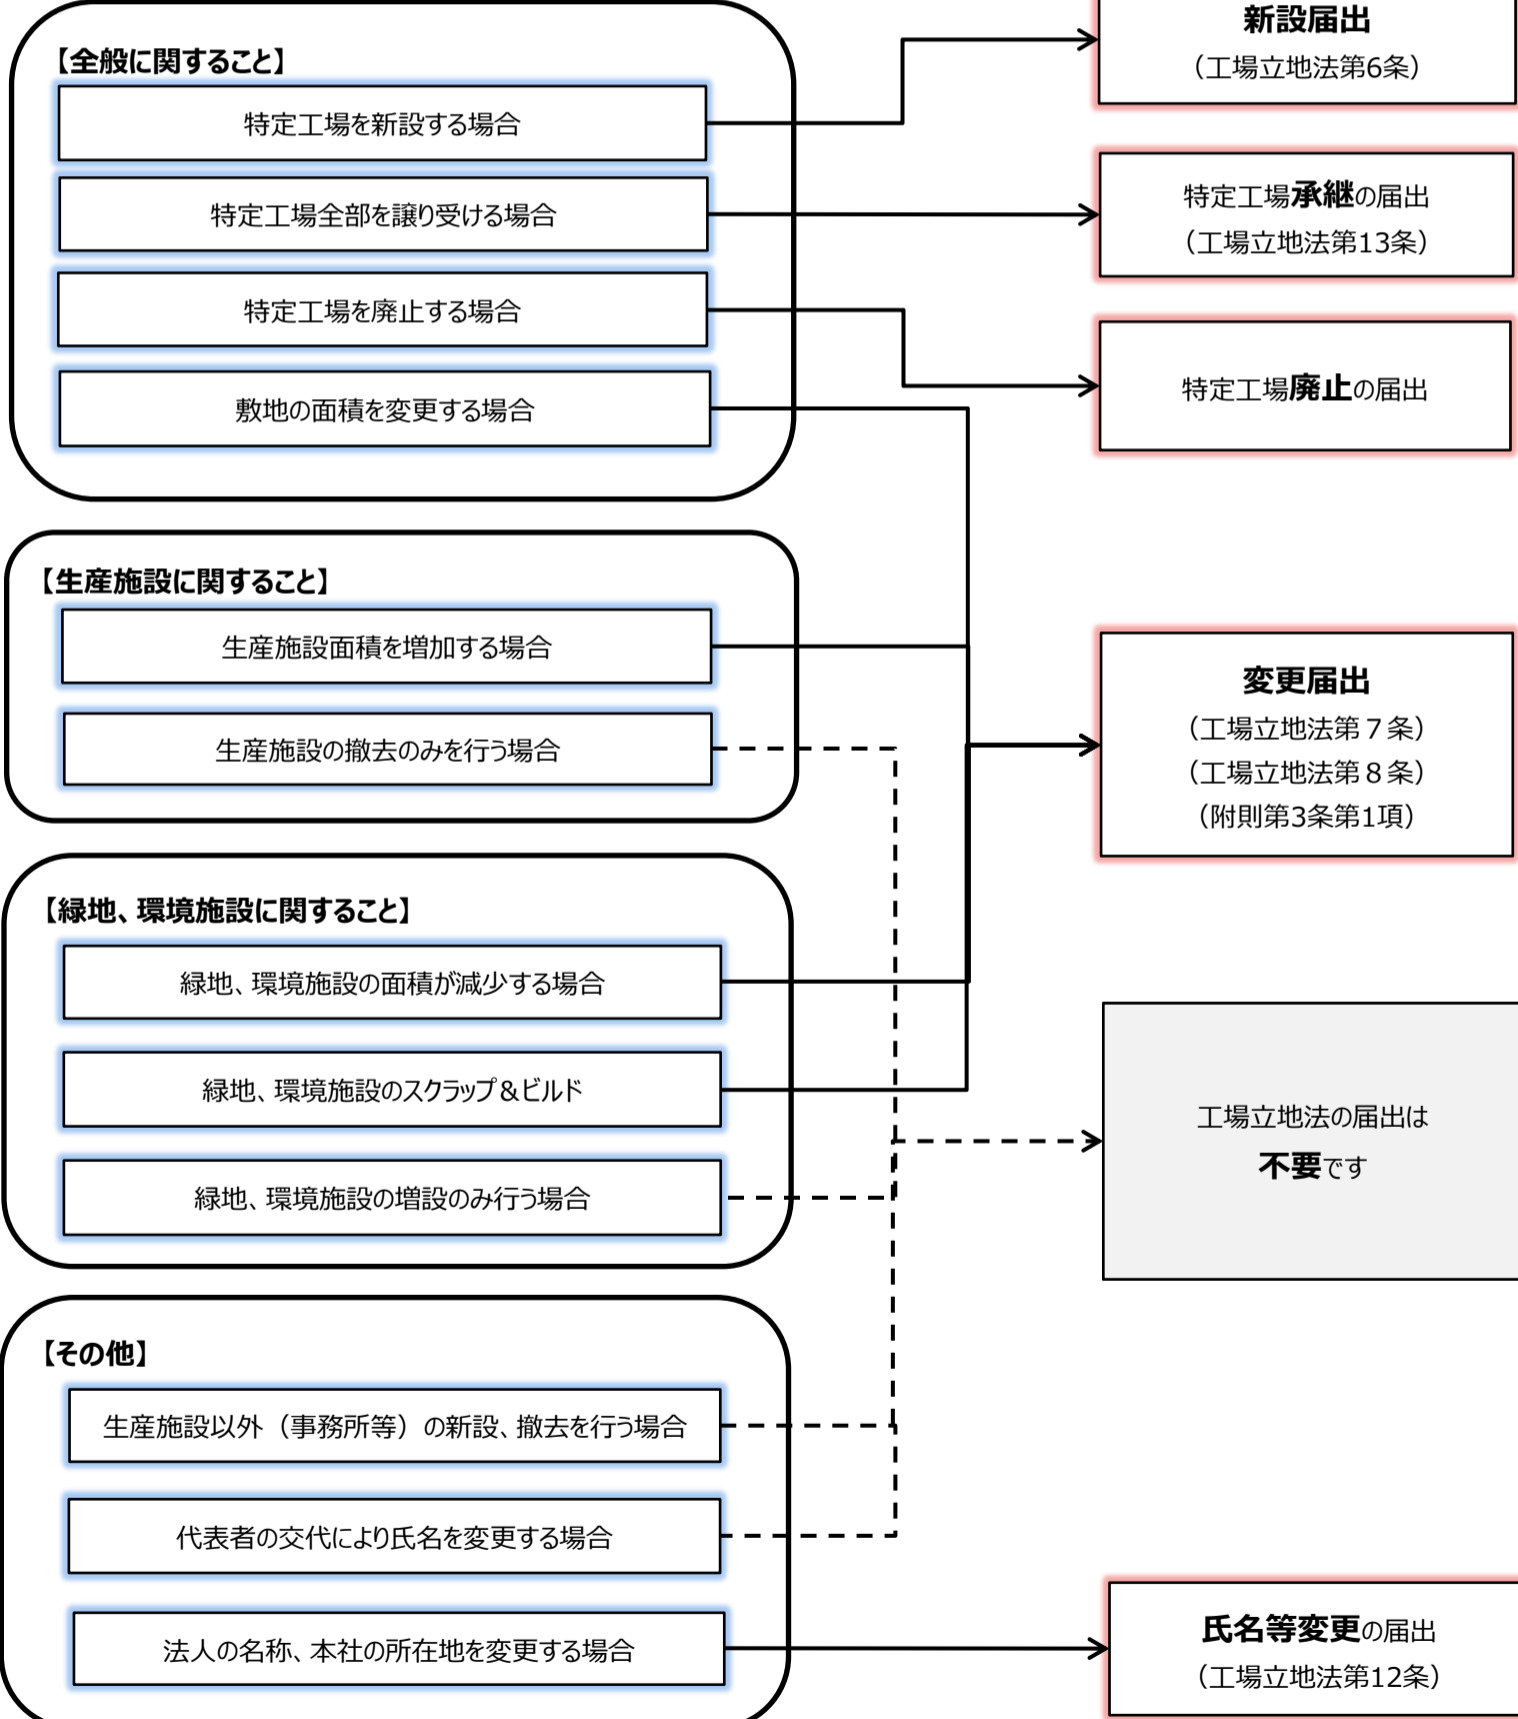 【全般に関すること】
特定工場を新設する場合
特定工場全部を譲り受ける場合
特定工場を廃止する場合
敷地の面積を変更する場合
【生産施設に関すること】
生産施設面積を増加する場合
生産施設の撤去のみを行う場合
【緑地、環境施設に関すること】
緑地、環境施設の面積が減少する場合
緑地、環境施設のスクラップ＆ビルド
緑地、環境施設の増設のみ行う場合
【その他】
生産施設以外（事務所等）の新設、撤去を行う場合
代表者の交代により氏名を変更する場合
法人の名称、本社の所在地を変更する場合
新設届出
（工場立地法第6条）
特定工場承継の届出
（工場立地法第13条）
特定工場廃止の届出
変更届出
（工場立地法第７条）
（工場立地法第８条）
（附則第3条第1項）
工場立地法の届出は
不要です
氏名等変更の届出
（工場立地法第12条）